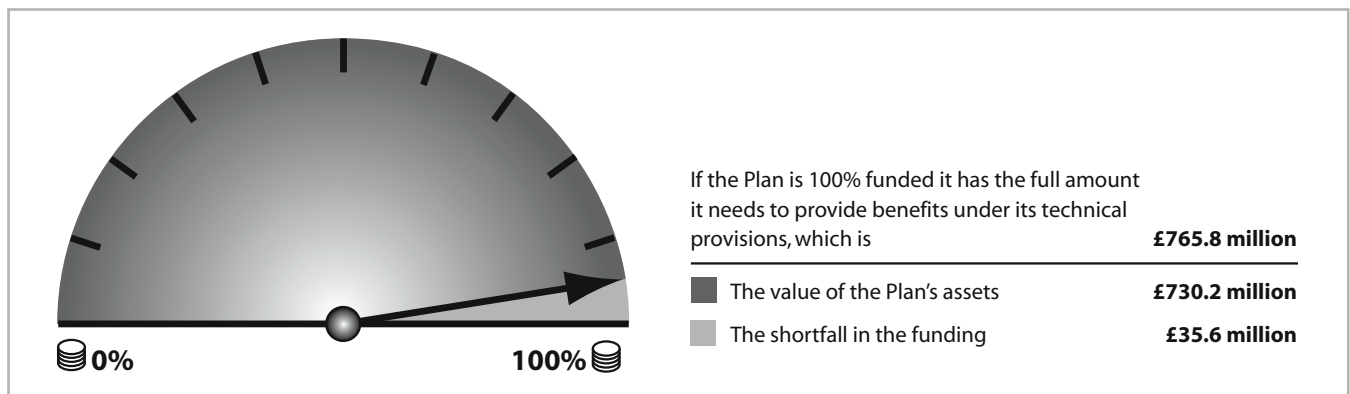 If the Plan is 100% funded it has the full amount
it needs to provide benefits under its technical
provisions, which is £765.8 million
The value of the Plan’s assets £730.2 million
The shortfall in the funding £35.6 million
0% 100%